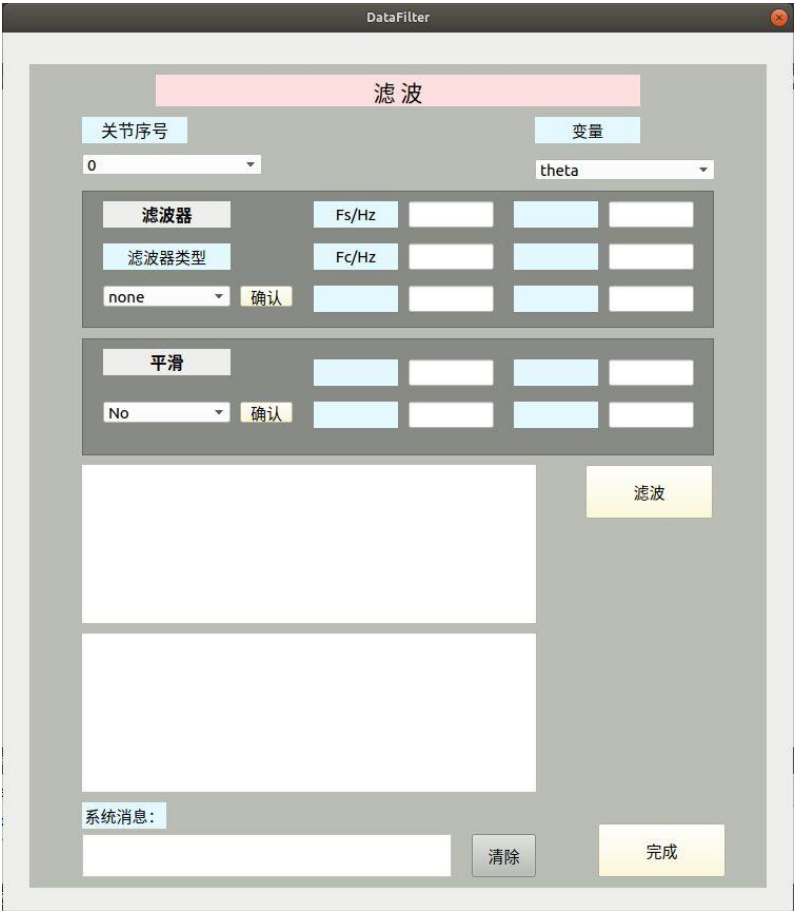 DataFilter
滤 波
关节序号
变量
0
theta
滤波器
Fs/Hz
滤波器类型
Fc/Hz
none
确认
平滑
No
确认
滤波
系统消息:
清除
完成